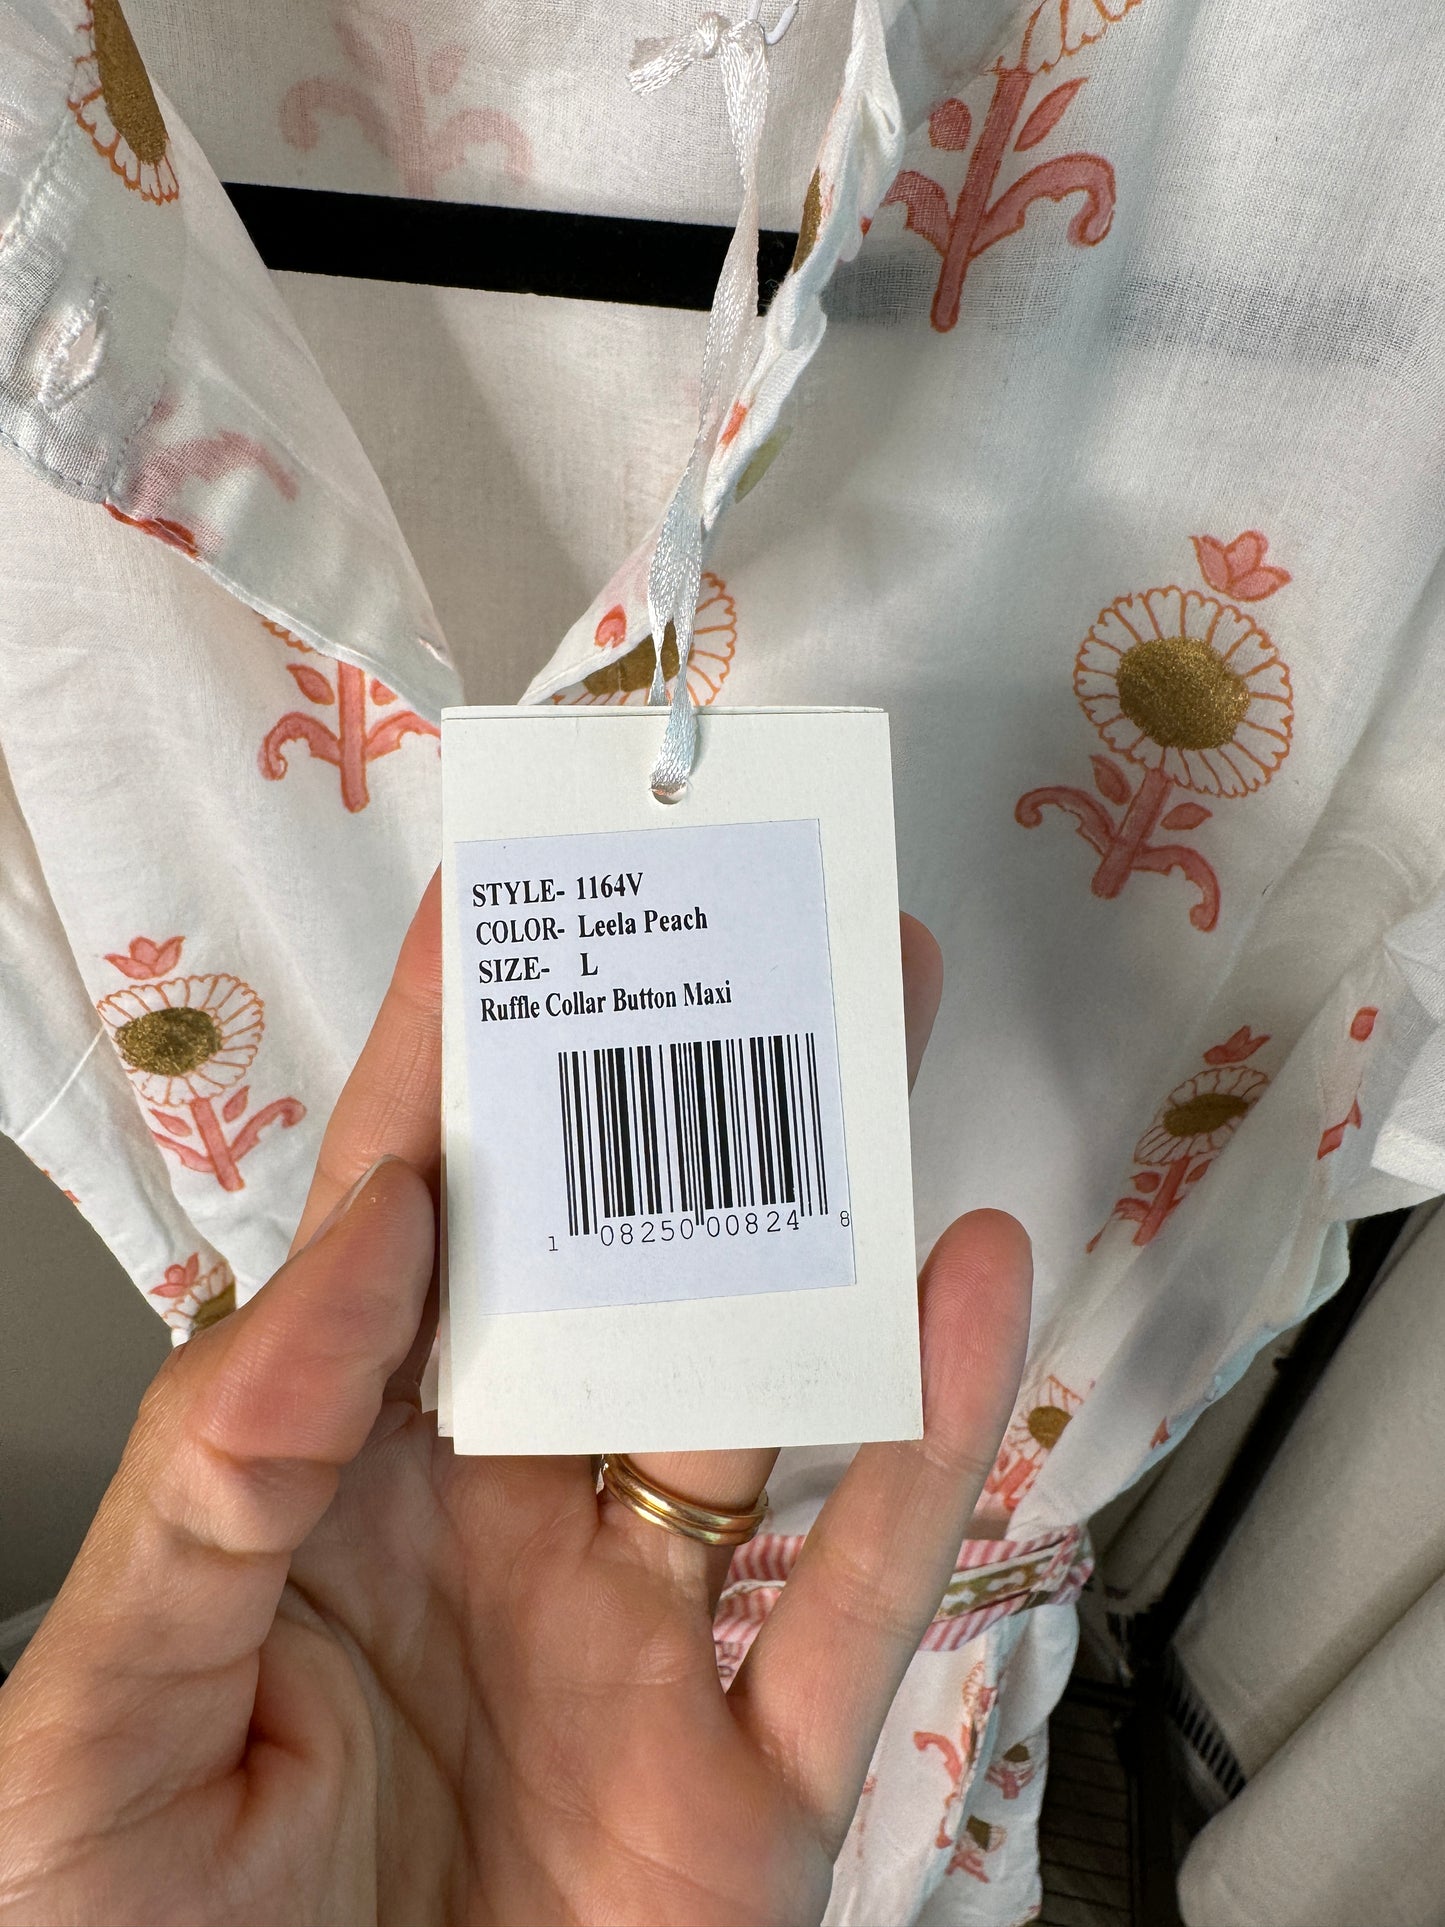 STYLE- 1164V
COLOR- Leela Peach
SIZE- L
Ruffle Collar Button Maxi
1 08250 00824 8